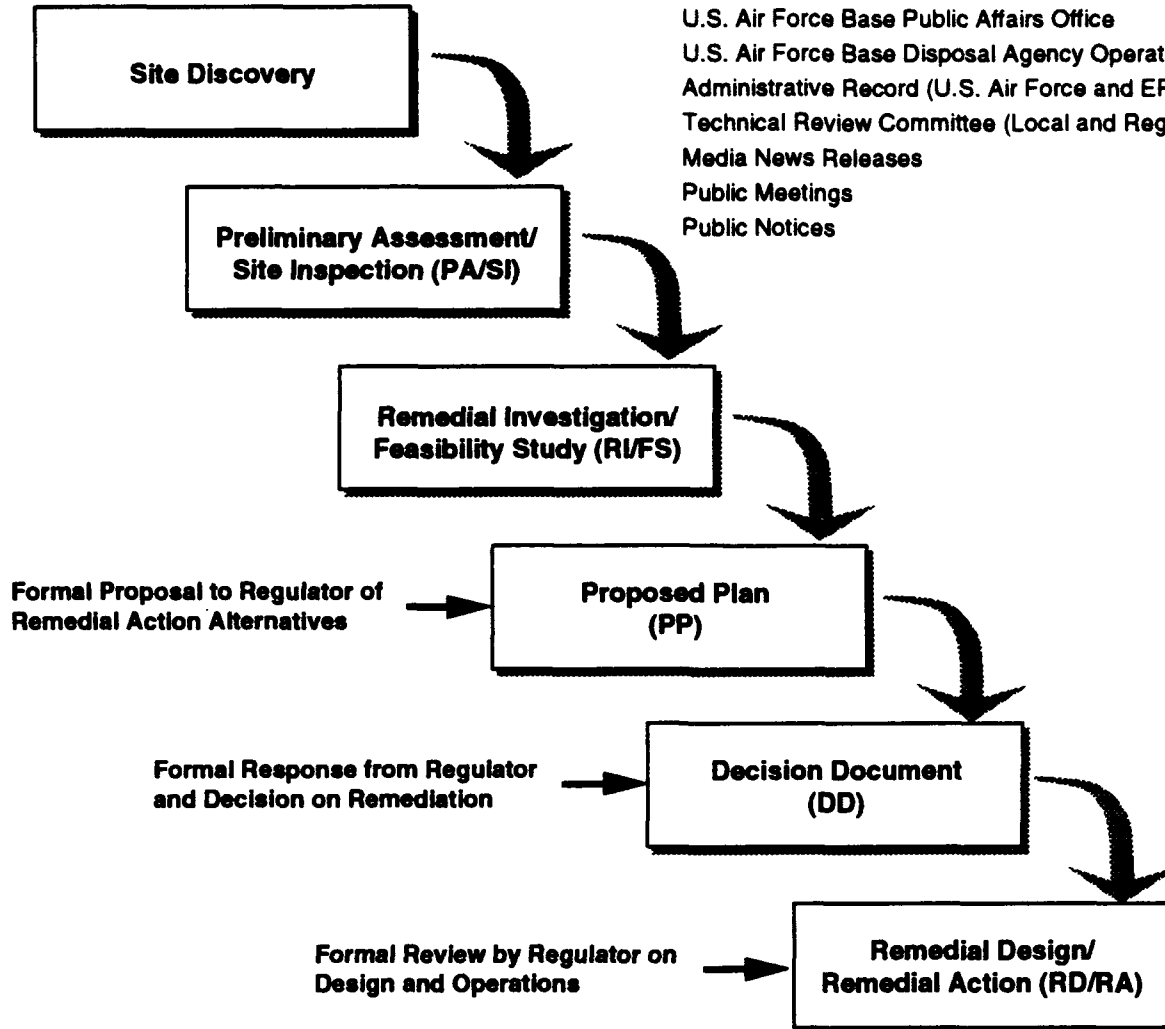 U.S. Air Force Base Public Affairs Office
U.S. Air Force Base Disposal Agency Operat
Administrative Record (U.S. Air Force and
Technical Review Committee (Local and Reg
Media News Releases
Public Meetings
Public Notices
Site Discovery
Preliminary Assessment/
Site Inspection (PA/SI)
Remedial Investigation/
Feasibility Study (RI/FS)
Formal Proposal to Regulator of
Remedial Action Alternatives
Proposed Plan
(PP)
Formal Response from Regulator
and Decision on Remediation
Decision Document
(DD)
Formal Review by Regulator on
Design and Operations
Remedial Design/
Remedial Action (RD/RA)